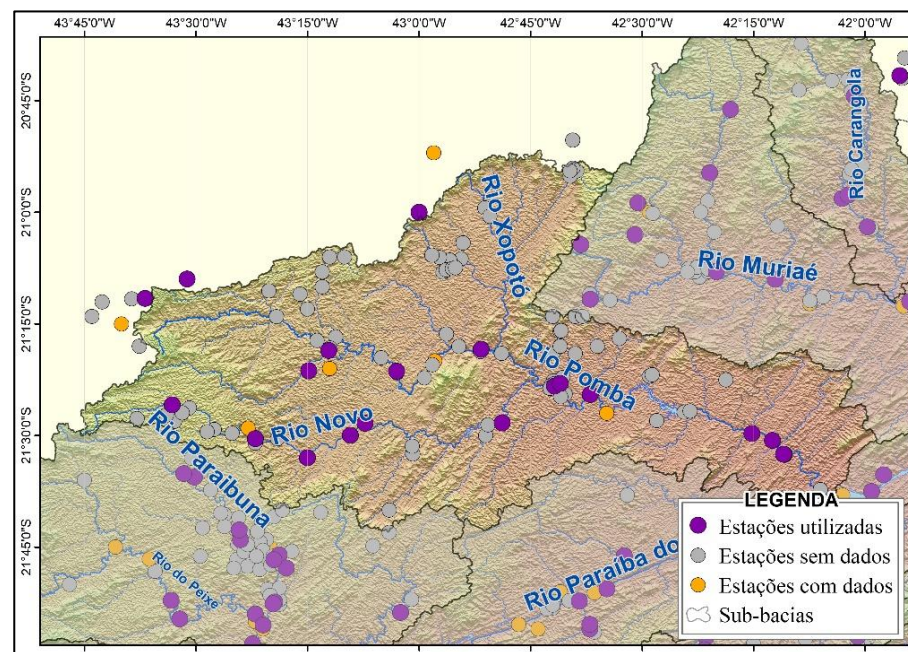 43°45'0"W 43°30'0"W 43°15'0"W 43°0'0"W 42°45'0"W 42°30'0"W 42°15'0"W 42°0'0"W
20°45'0"S
21°0'0"S
21°15'0"S
21°30'0"S
21°45'0"S
Rio Carangola
Rio Xopotó
Rio Muriaé
Rio Pomba
Rio Novo
Rio Paraibuna
Rio do Peixe
Rio Paraíba do
LEGENDA
Estações utilizadas
Estações sem dados
Estações com dados
Sub-bacias